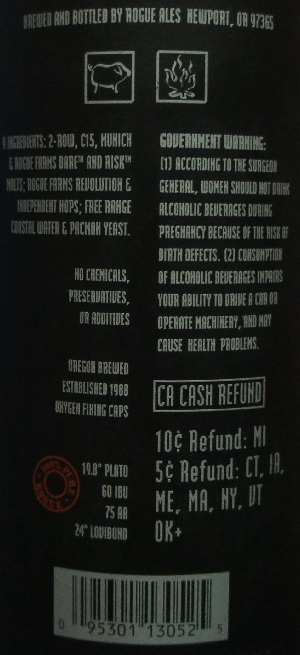 BREWED AND BOTTLED BY ROGUE ALES NEWPORT, OR 97365
9 INGREDIENTS: 2-ROW, C15, MUNICH
& ROGUE FARMS DARE™ AND RISK™
MALTS; ROGUE FARMS REVOLUTION &
INDEPENDENT HOPS; FREE RANGE
COASTAL WATER & PACMAN YEAST.
NO CHEMICALS,
PRESERVATIVES,
OR ADDITIVES
OREGON BREWED
ESTABLISHED 1988
OXYGEN FIXING CAPS
19.8° PLATO
60 IBU
75 AA
24° LOVIBOND
GOVERNMENT WARNING:
(1) ACCORDING TO THE SURGEON
GENERAL, WOMEN SHOULD NOT DRINK
ALCOHOLIC BEVERAGES DURING
PREGNANCY BECAUSE OF THE RISK OF
BIRTH DEFECTS. (2) CONSUMPTION
OF ALCOHOLIC BEVERAGES IMPAIRS
YOUR ABILITY TO DRIVE A CAR OR
OPERATE MACHINERY, AND MAY
CAUSE HEALTH PROBLEMS.
CA CASH REFUND
10¢ Refund: MI
5¢ Refund: CT, IA,
ME, MA, NY, VT
OK+
0 95301 13052 5